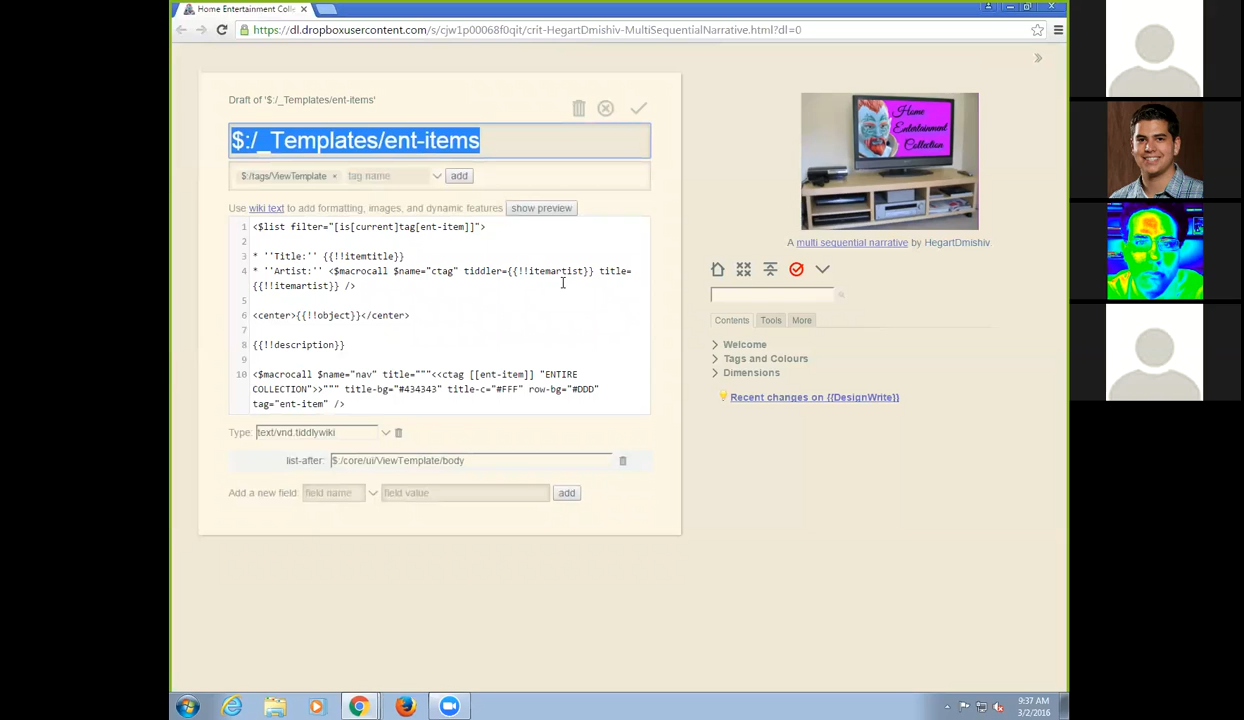 Home Entertainment Colle
https://dl.dropboxusercontent.com/s/cjw1p00068f0qit/crit-HegartDmishiv-MultiSequentialNarrative.html?dl=0
Draft of '$:/_Templates/ent-items'
$:/_Templates/ent-items
$:/tags/ViewTemplate × tag name add
Use wiki text to add formatting, images, and dynamic features show preview
1 <$list filter="[is[current]tag[ent-item]]">
2
3 * ''Title:'' {{!!itemtitle}}
4 * ''Artist:'' <$macrocall $name="ctag" tiddler={{!!itemartist}} title=
{{!!itemartist}} />
5
6 <center>{{!!object}}</center>
7
8 {{!!description}}
9
10 <$macrocall $name="nav" title="""<<ctag [[ent-item]] "ENTIRE
COLLECTION">>""" title-bg="#434343" title-c="#FFF" row-bg="#DDD"
tag="ent-item" />
Type: text/vnd.tiddlywiki
list-after: $:/core/ui/ViewTemplate/body
Add a new field: field name field value add
Home
Entertainment
Collection
A multi sequential narrative by HegartDmishiv.
Contents Tools More
Welcome
Tags and Colours
Dimensions
Recent changes on {{DesignWrite}}
9:37 AM
3/2/2016